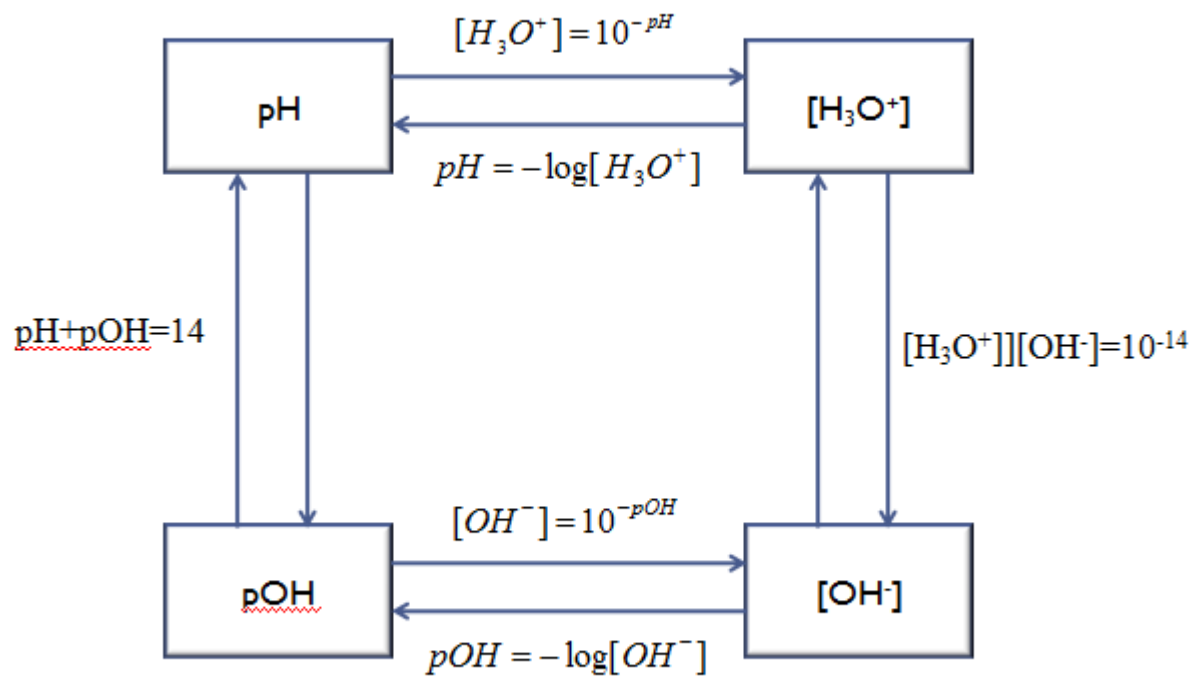 [H₃O⁺]=10⁻ᵖᴴ
pH
[H₃O⁺]
pH=−log[H₃O⁺]
pH+pOH=14
[H₃O⁺]][OH⁻]=10⁻¹⁴
[OH⁻]=10⁻ᵖᴼᴴ
pOH
[OH⁻]
pOH=−log[OH⁻]